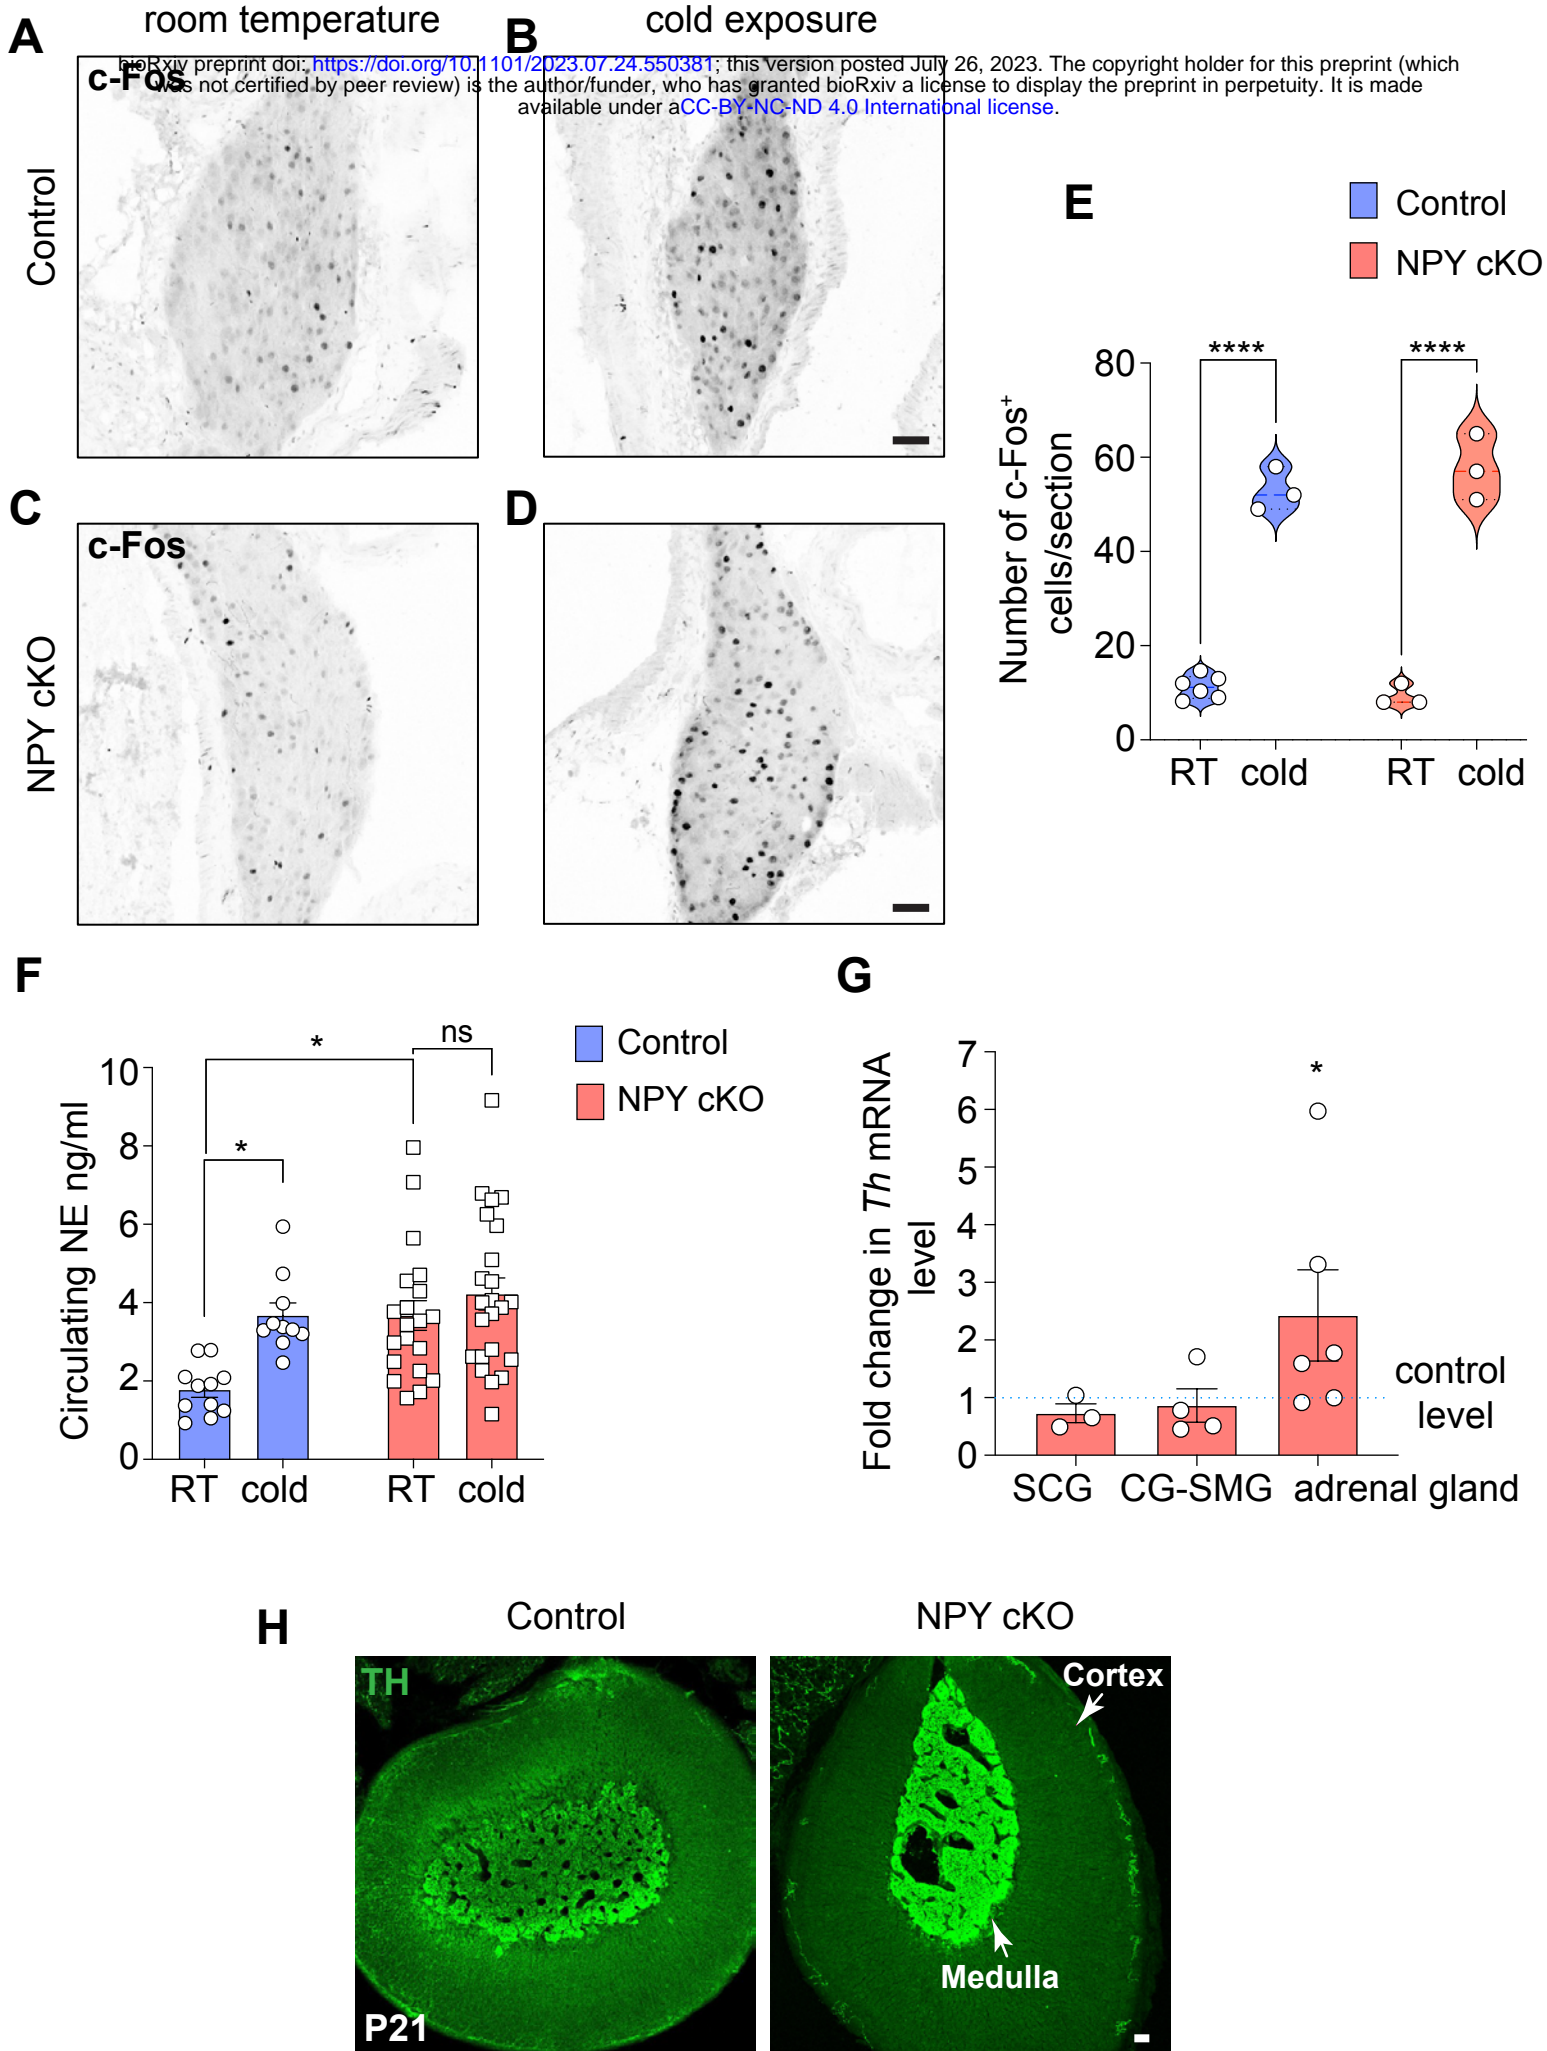 room temperature
cold exposure
A
B
bioRxiv preprint doi: https://doi.org/10.1101/2023.07.24.550381; this version posted July 26, 2023. The copyright holder for this preprint (which
was not certified by peer review) is the author/funder, who has granted bioRxiv a license to display the preprint in perpetuity. It is made
available under aCC-BY-NC-ND 4.0 International license.
c-Fos
Control
C
D
c-Fos
NPY cKO
E
Control
NPY cKO
Number of c-Fos+
cells/section
80
60
40
20
0
****
****
RT cold RT cold
F
Control
NPY cKO
Circulating NE ng/ml
10
8
6
4
2
0
*
*
ns
RT cold RT cold
G
Fold change in Th mRNA
level
7
6
5
4
3
2
1
0
*
control
level
SCG CG-SMG adrenal gland
H
Control
NPY cKO
TH
P21
Cortex
Medulla